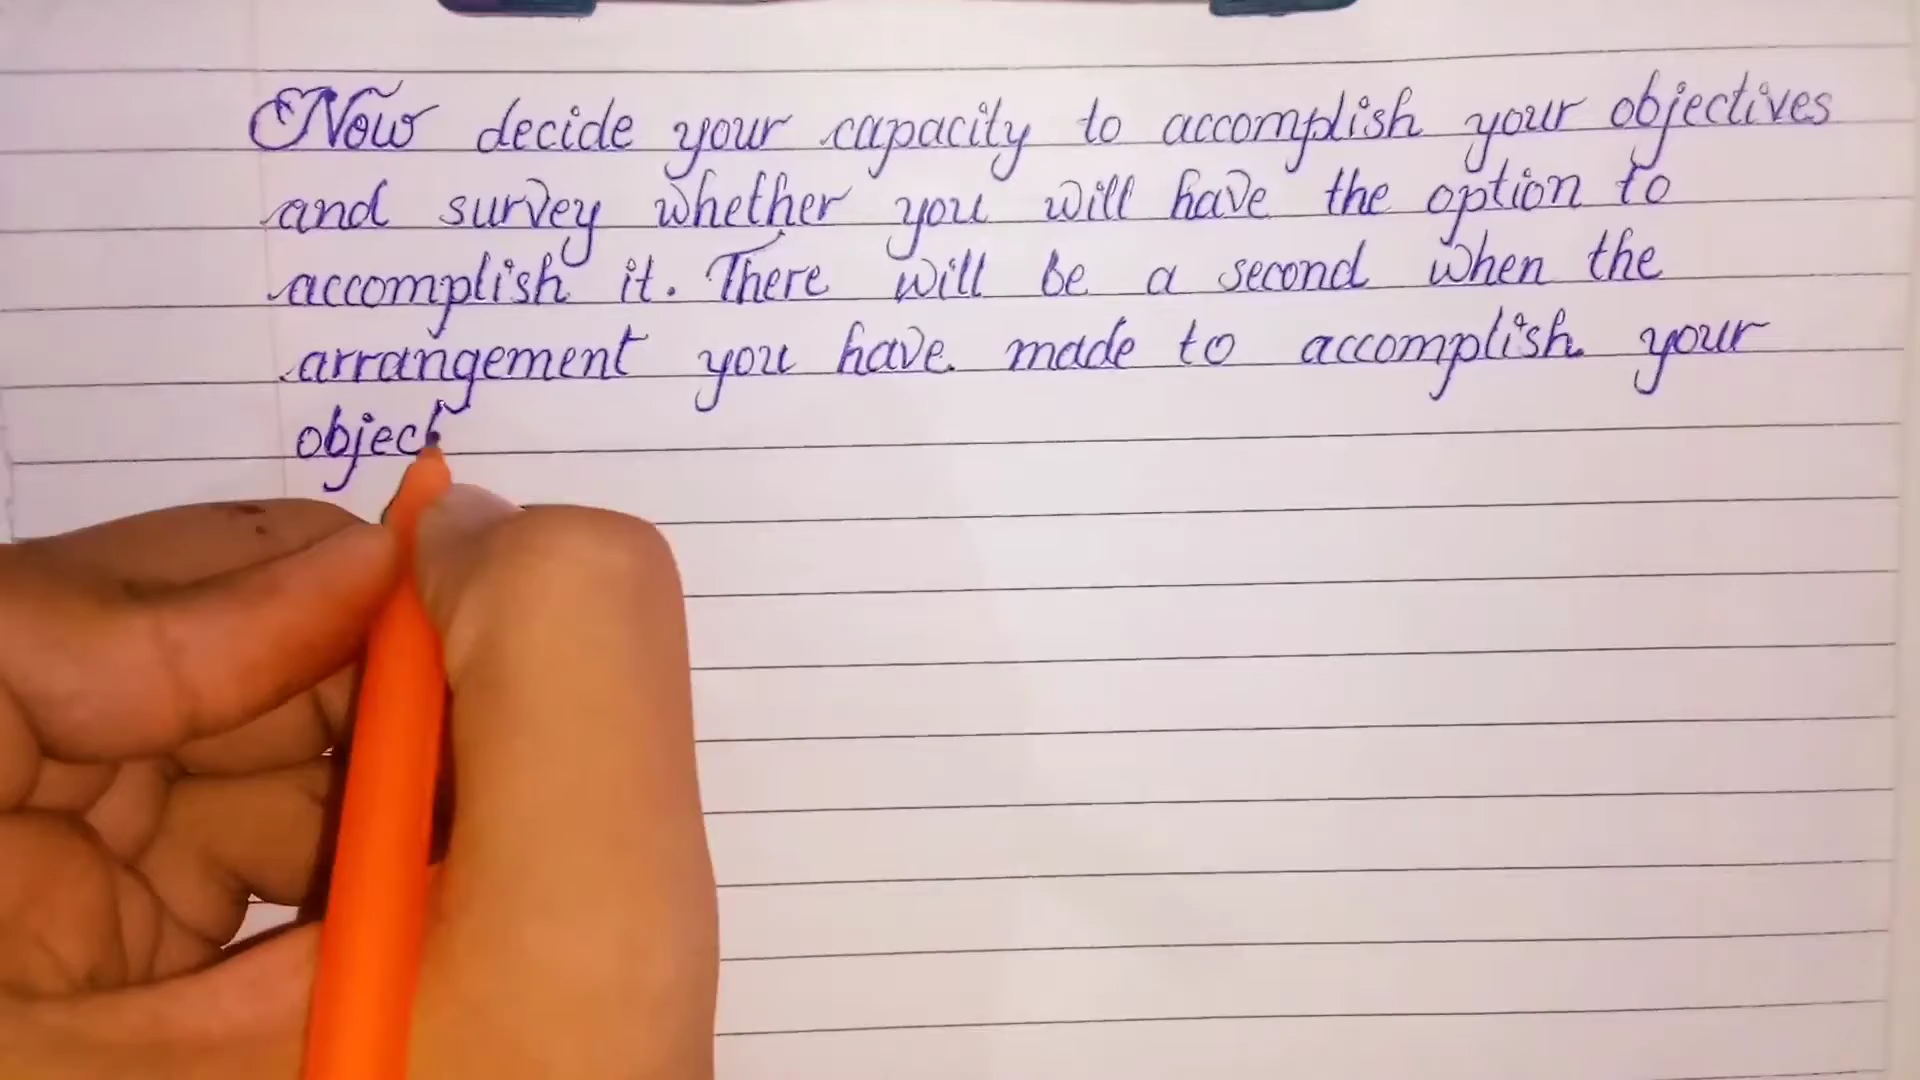 Now decide your capacity to accomplish your objectives
and survey whether you will have the option to
accomplish it. There will be a second when the
arrangement you have made to accomplish your
object